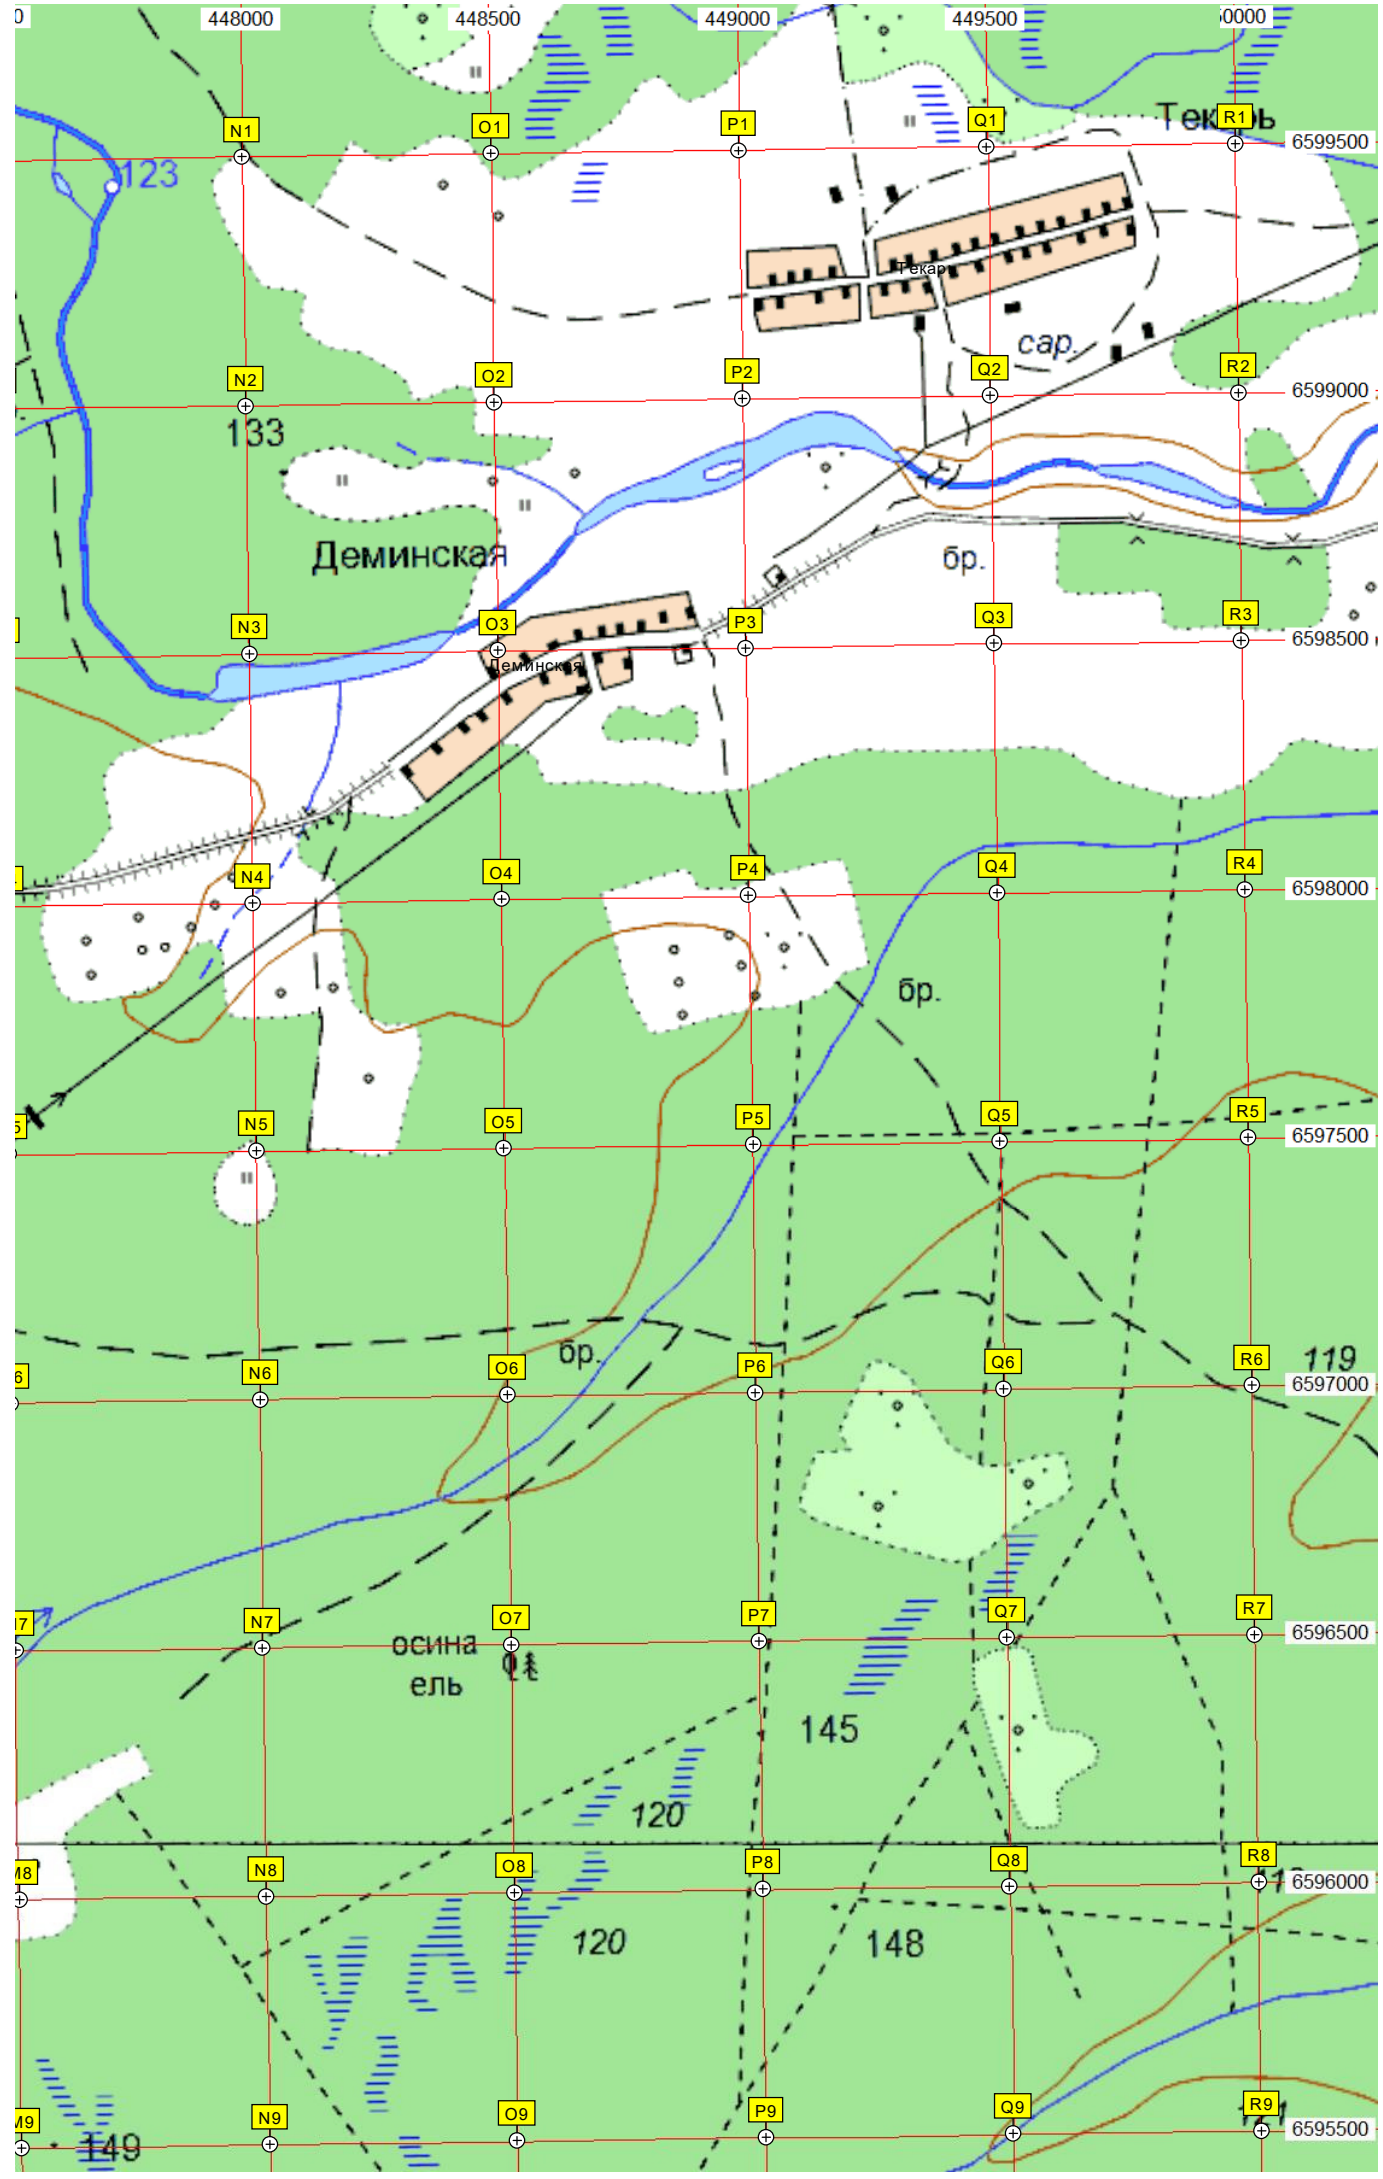 448000 448500 449000 449500
N1 O1 P1 Q1 R1 6599500
Текарь
123
Текарь
сар.
N2 O2 P2 Q2 R2 6599000
133
Деминская
бр.
N3 O3 P3 Q3 R3 6598500
Деминская
N4 O4 P4 Q4 R4 6598000
бр.
N5 O5 P5 Q5 R5 6597500
бр.
119
N6 O6 P6 Q6 R6 6597000
N7 O7 P7 Q7 R7 6596500
осина
ель
145
120
M8 N8 O8 P8 Q8 R8 6596000
120 148
M9 N9 O9 P9 Q9 R9 6595500
149